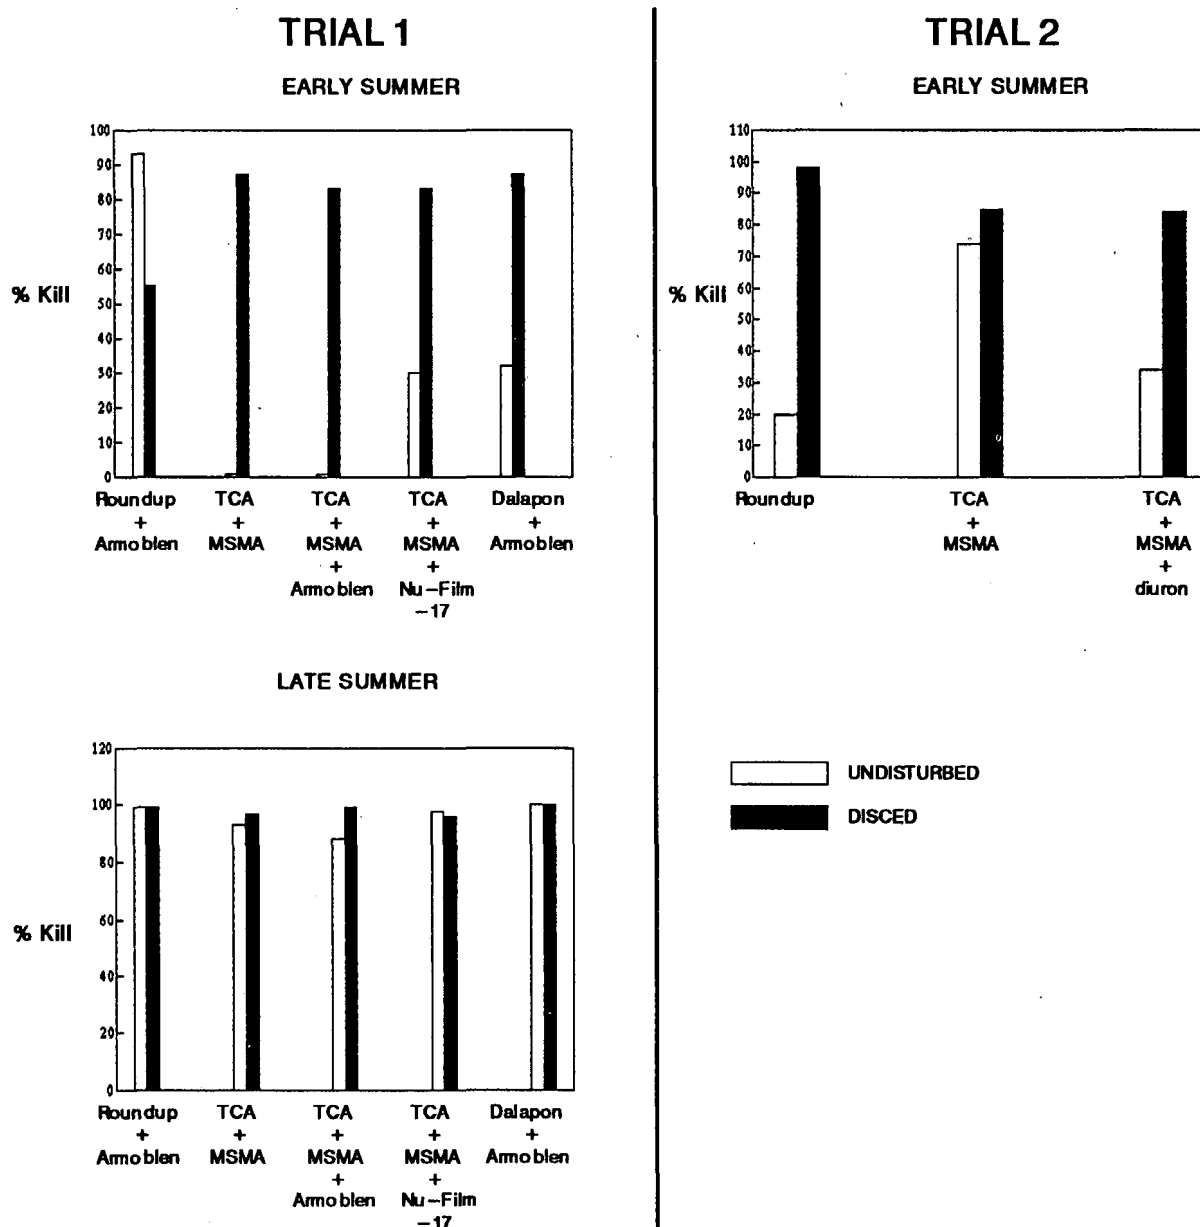 TRIAL 1
EARLY SUMMER
100
90
80
70
60
50
40
30
20
10
0
% Kill
Roundup + Armoblen
TCA + MSMA
TCA + MSMA + Armoblen
TCA + MSMA + Nu-Film -17
Dalapon + Armoblen
LATE SUMMER
120
100
80
60
40
20
0
% Kill
Roundup + Armoblen
TCA + MSMA
TCA + MSMA + Armoblen
TCA + MSMA + Nu-Film -17
Dalapon + Armoblen
TRIAL 2
EARLY SUMMER
110
100
90
80
70
60
50
40
30
20
10
0
% Kill
Roundup
TCA + MSMA
TCA + MSMA + diuron
UNDISTURBED
DISCED